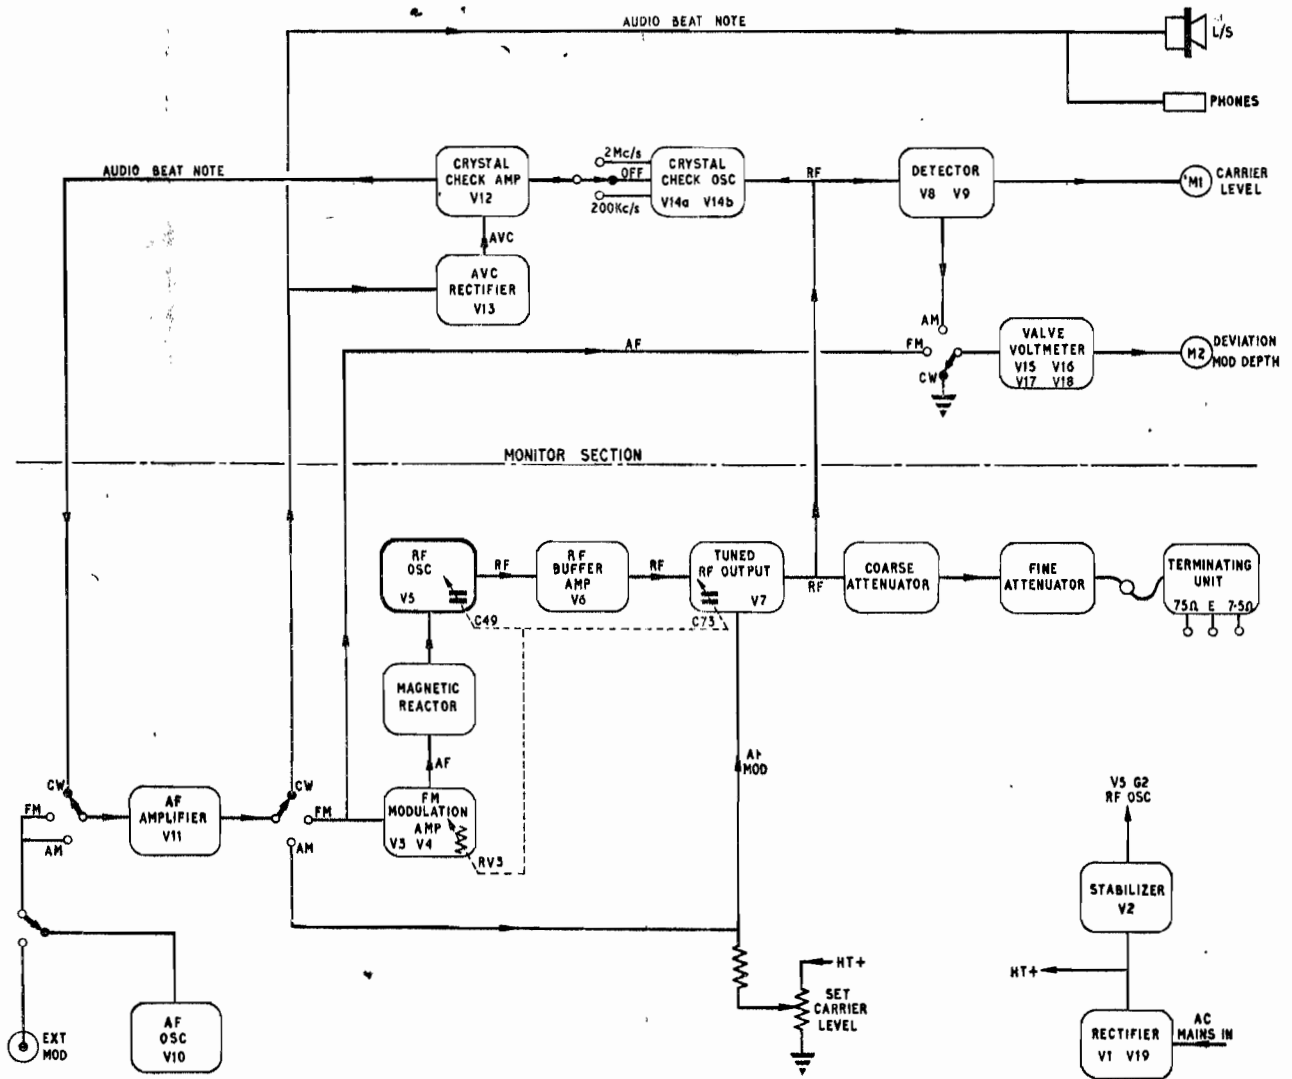 AUDIO BEAT NOTE
L/S
PHONES
AUDIO BEAT NOTE
CRYSTAL
CHECK AMP
V12
2Mc/s
OFF
200Kc/s
CRYSTAL
CHECK OSC
V14a V14b
RF
DETECTOR
V8 V9
M1
CARRIER
LEVEL
AVC
AVC
RECTIFIER
V13
AF
AM
FM
CW
VALVE
VOLTMETER
V15 V16
V17 V18
M2
DEVIATION
MOD DEPTH
MONITOR SECTION
RF
OSC
V5
C49
RF
RF
BUFFER
AMP
V6
RF
TUNED
RF OUTPUT
V7
C73
RF
COARSE
ATTENUATOR
FINE
ATTENUATOR
TERMINATING
UNIT
75Ω E 7·5Ω
MAGNETIC
REACTOR
AF
AF
MOD
CW
FM
AM
AF
AMPLIFIER
V11
CW
FM
AM
FM
MODULATION
AMP
V3 V4
RV3
V5 G2
RF OSC
STABILIZER
V2
HT+
HT+
SET
CARRIER
LEVEL
EXT
MOD
AF
OSC
V10
RECTIFIER
V1 V19
AC
MAINS IN